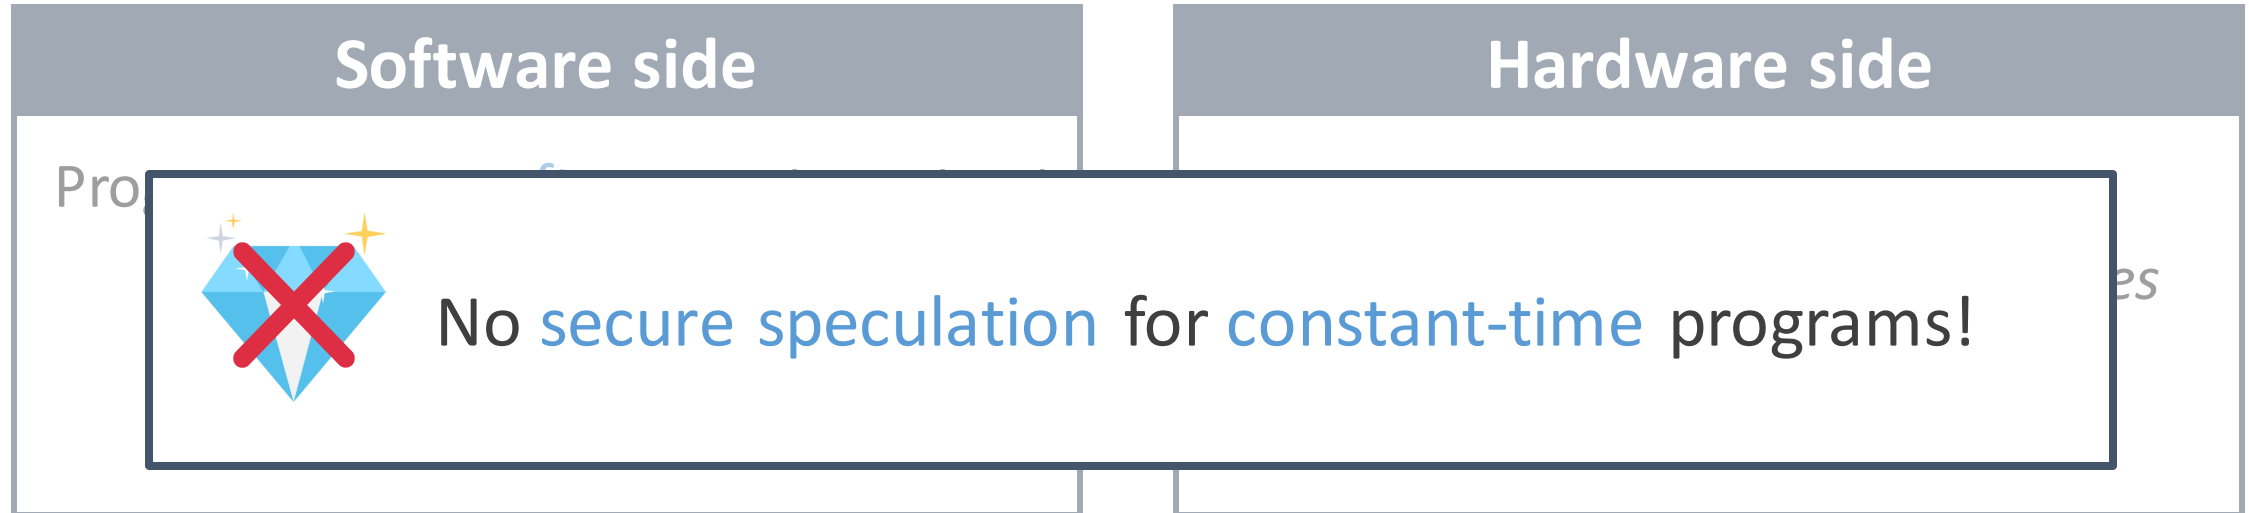 Software side
Hardware side
No secure speculation for constant-time programs!